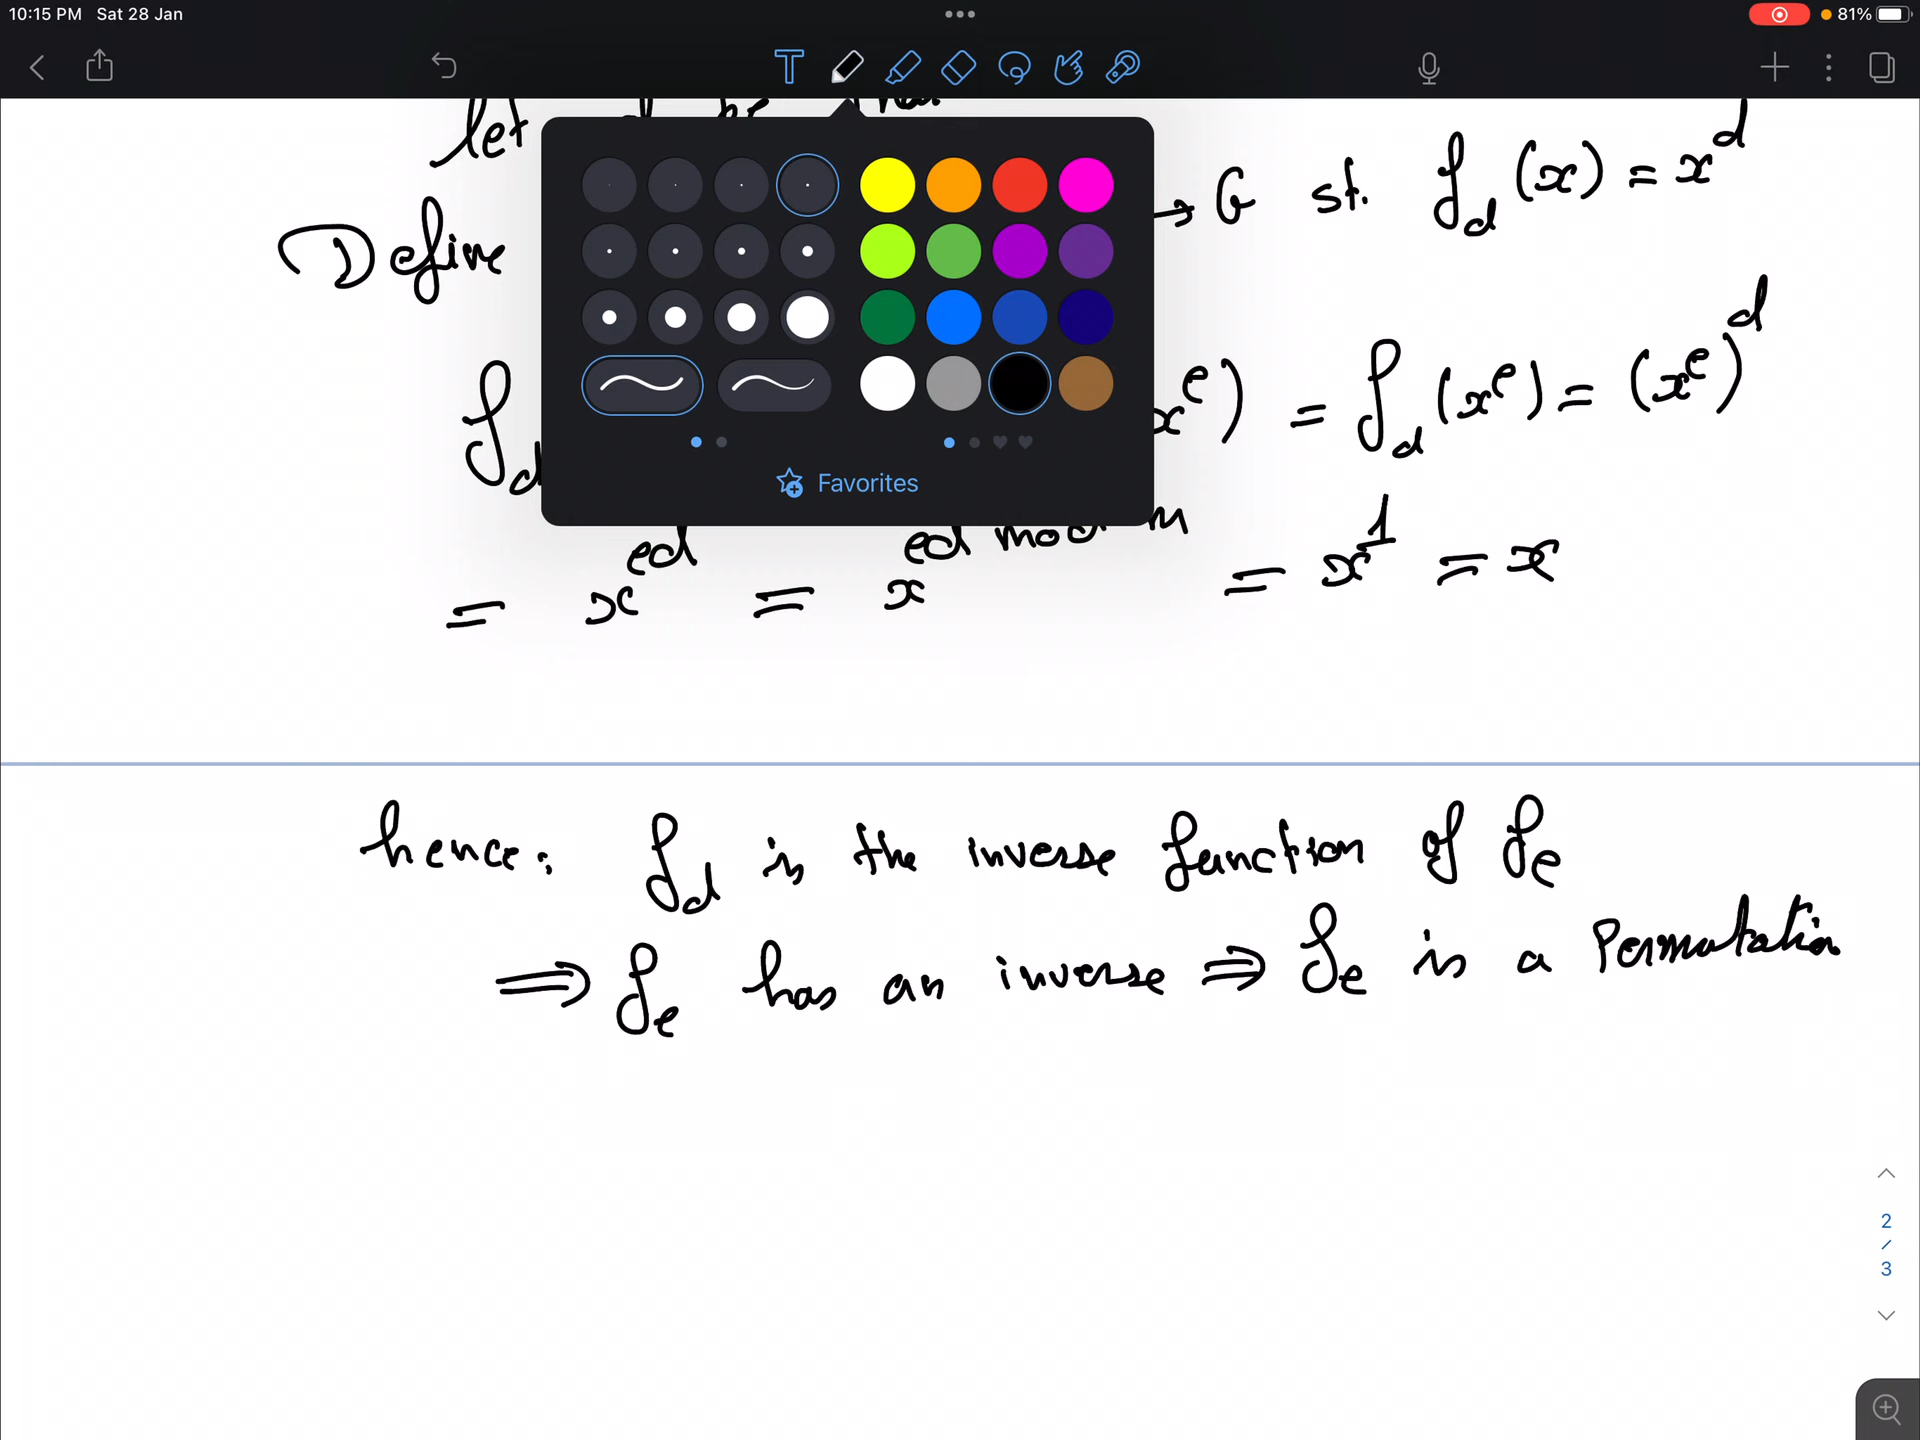 10:15 PM Sat 28 Jan
81%
let
Define → G st. f_d (x) = x^d
f_d x^e) = f_d (x^e) = (x^e)^d
Favorites
= x^ed = x^ed mod m = x^1 = x
hence: f_d is the inverse function of f_e
⇒ f_e has an inverse ⇒ f_e is a Permutation
2
/
3